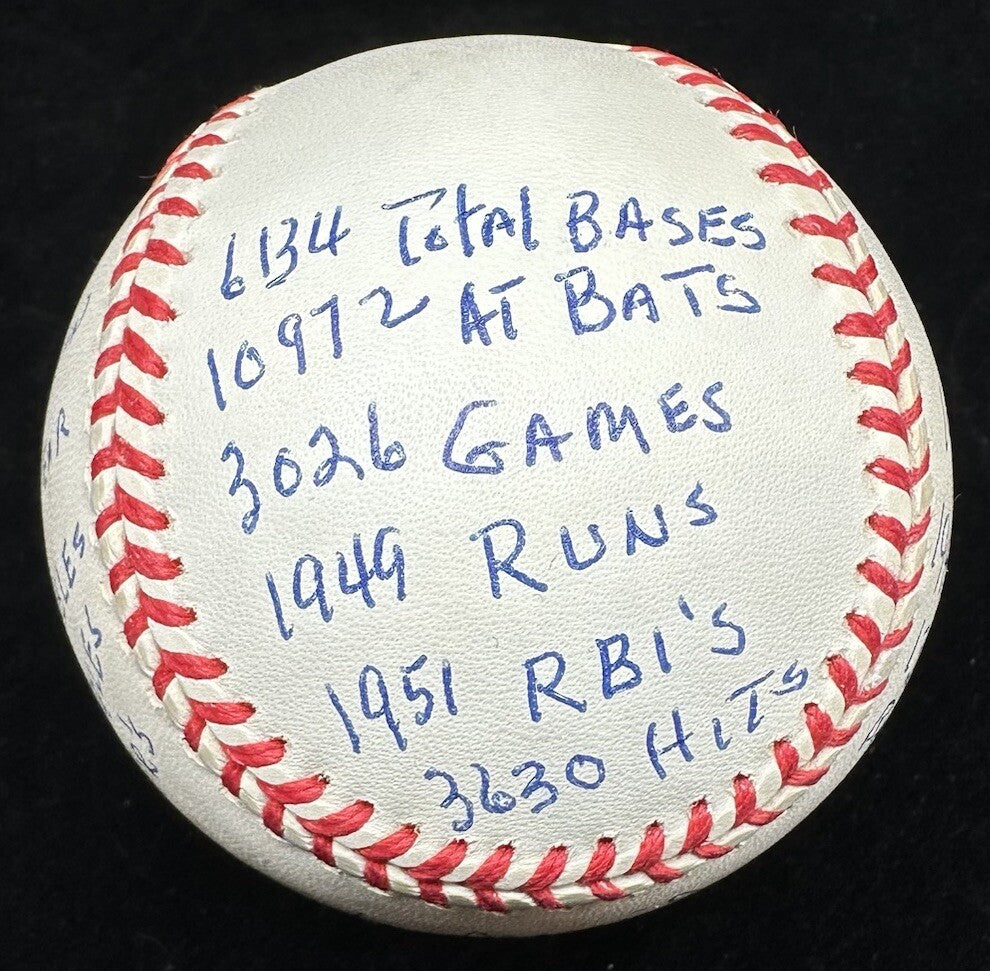 6134 Total BASES
10972 AT BATS
3026 GAMES
1949 RUNS
1951 RBI'S
3630 HITS